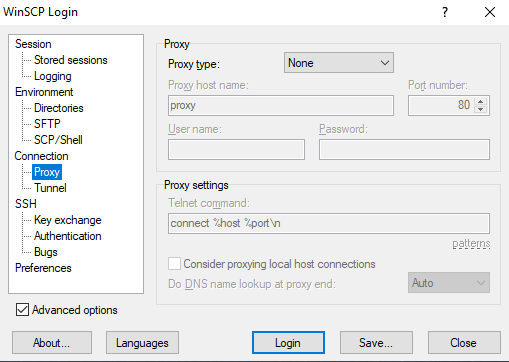 WinSCP Login
?
Session
Stored sessions
Logging
Environment
Directories
SFTP
SCP/Shell
Connection
Proxy
Tunnel
SSH
Key exchange
Authentication
Bugs
Preferences
Advanced options
Proxy
Proxy type: None
Proxy host name: Port number:
proxy 80
User name: Password:
Proxy settings
Telnet command:
connect %host %port\n
patterns
Consider proxying local host connections
Do DNS name lookup at proxy end: Auto
About... Languages Login Save... Close